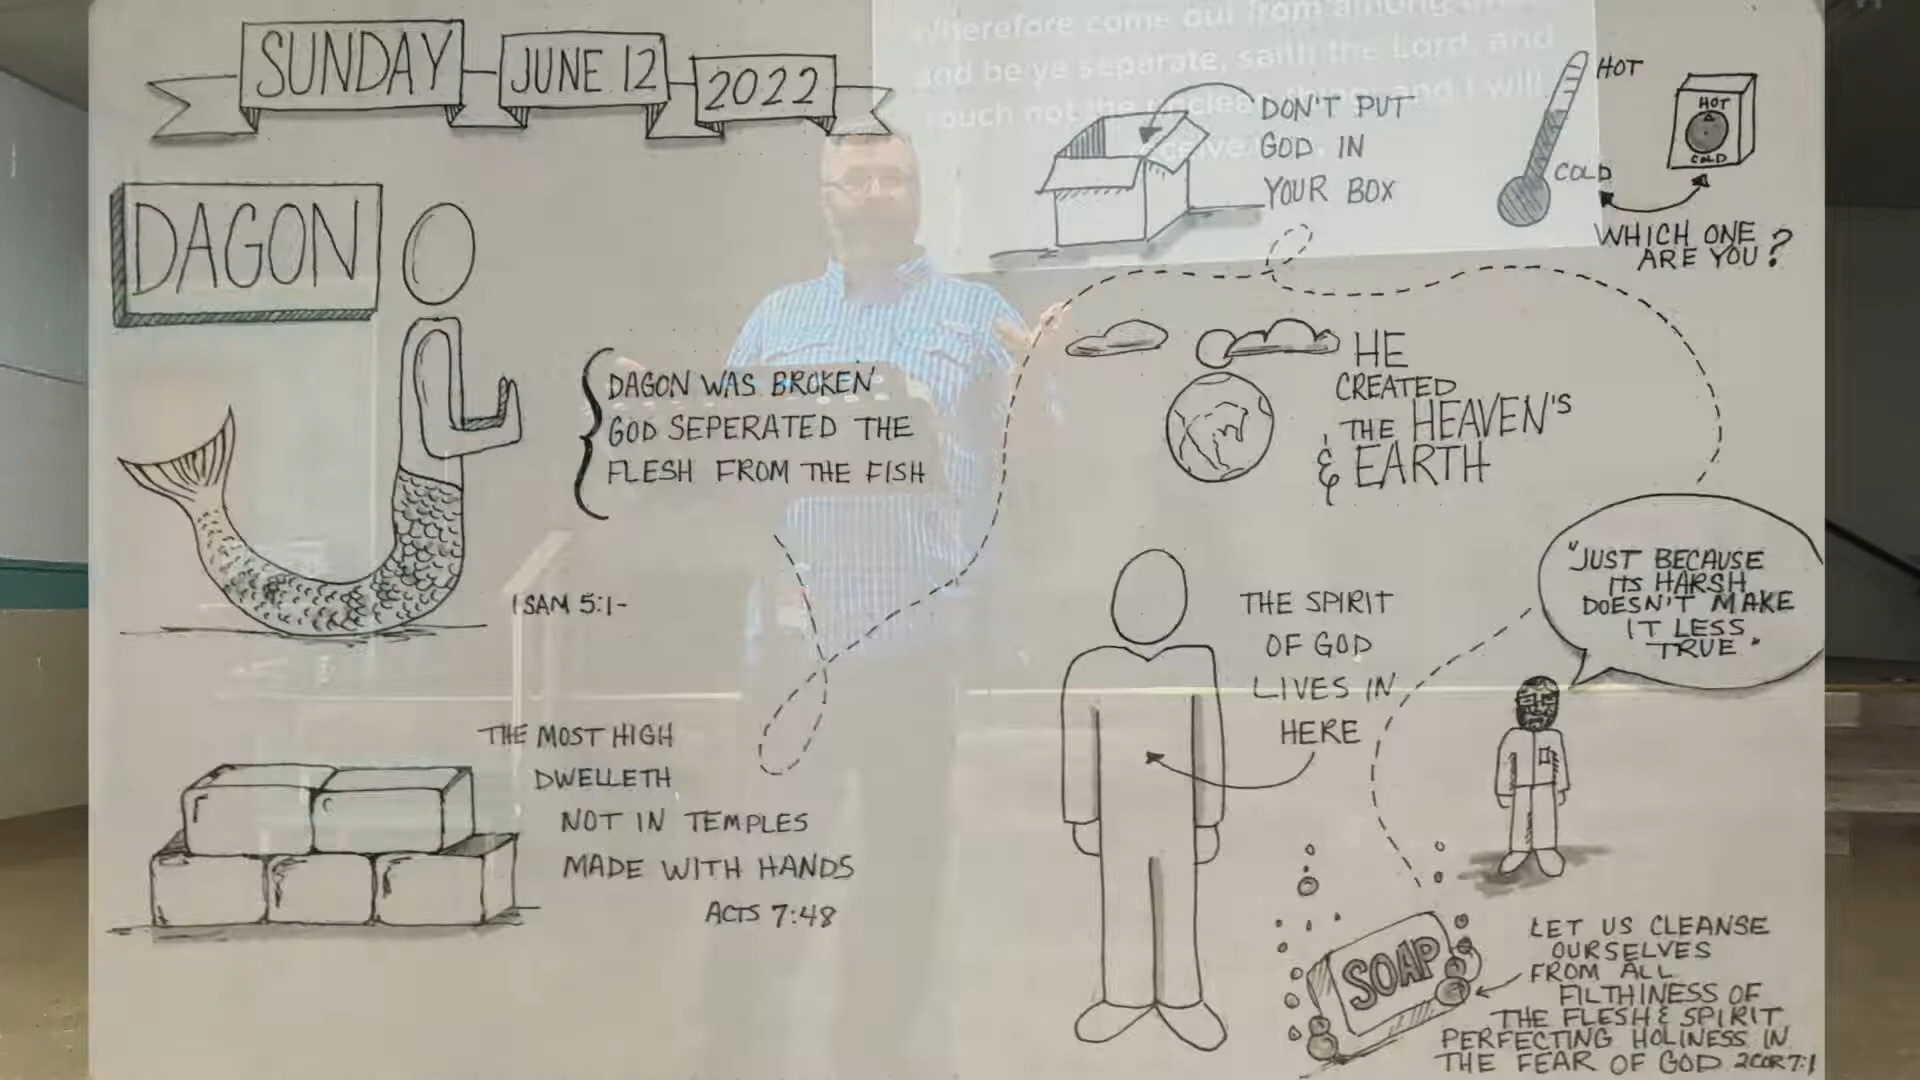 SUNDAY JUNE 12 2022
Wherefore come out from among
and be ye separate, saith the Lord, and
touch not the unclean thing; and I will
receive
DAGON
DAGON WAS BROKEN
GOD SEPERATED THE
FLESH FROM THE FISH
1 SAM 5:1-
THE MOST HIGH
DWELLETH
NOT IN TEMPLES
MADE WITH HANDS
ACTS 7:48
DON'T PUT
GOD IN
YOUR BOX
HOT
COLD
HOT
COLD
WHICH ONE
ARE YOU?
HE
CREATED
THE HEAVEN'S
& EARTH
THE SPIRIT
OF GOD
LIVES IN
HERE
"JUST BECAUSE
ITS HARSH
DOESN'T MAKE
IT LESS
TRUE"
SOAP
LET US CLEANSE
OURSELVES
FROM ALL
FILTHINESS OF
THE FLESH & SPIRIT
PERFECTING HOLINESS IN
THE FEAR OF GOD 2COR 7:1